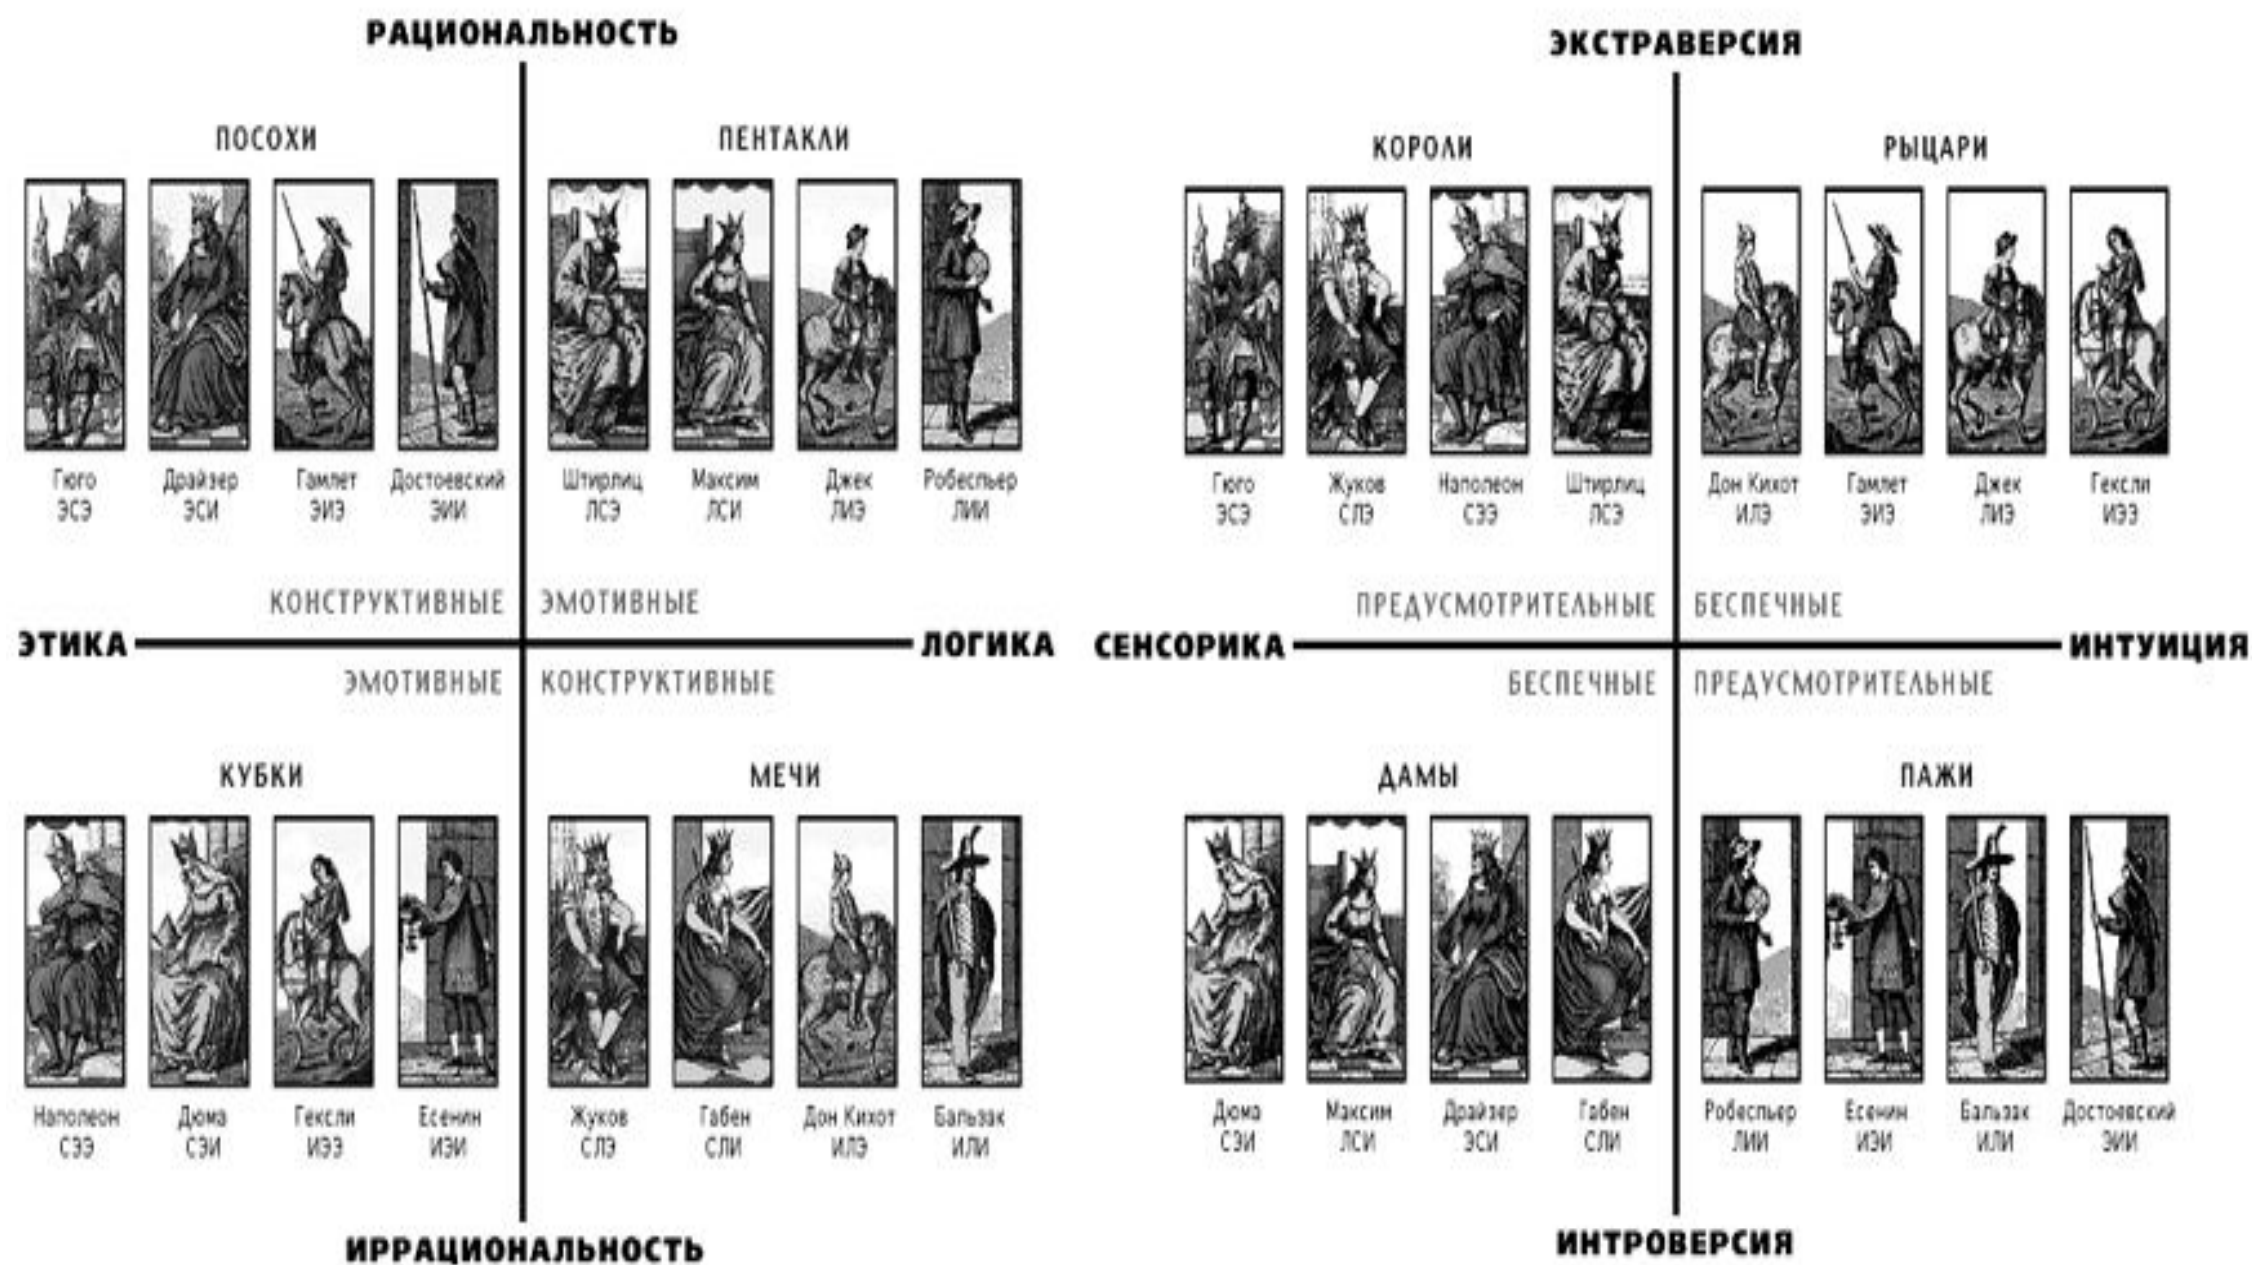 РАЦИОНАЛЬНОСТЬ
ПОСОХИ ПЕНТАКЛИ
Гюго Драйзер Гамлет Достоевский Штирлиц Максим Джек Робеспьер
ЭСЭ ЭСИ ЭИЭ ЭИИ ЛСЭ ЛСИ ЛИЭ ЛИИ
КОНСТРУКТИВНЫЕ ЭМОТИВНЫЕ
ЭТИКА ЛОГИКА
ЭМОТИВНЫЕ КОНСТРУКТИВНЫЕ
КУБКИ МЕЧИ
Наполеон Дюма Гексли Есенин Жуков Габен Дон Кихот Бальзак
СЭЭ СЭИ ИЭЭ ИЭИ СЛЭ СЛИ ИЛЭ ИЛИ
ИРРАЦИОНАЛЬНОСТЬ
ЭКСТРАВЕРСИЯ
КОРОЛИ РЫЦАРИ
Гюго Жуков Наполеон Штирлиц Дон Кихот Гамлет Джек Гексли
ЭСЭ СЛЭ СЭЭ ЛСЭ ИЛЭ ЭИЭ ЛИЭ ИЭЭ
ПРЕДУСМОТРИТЕЛЬНЫЕ БЕСПЕЧНЫЕ
СЕНСОРИКА ИНТУИЦИЯ
БЕСПЕЧНЫЕ ПРЕДУСМОТРИТЕЛЬНЫЕ
ДАМЫ ПАЖИ
Дюма Максим Драйзер Габен Робеспьер Есенин Бальзак Достоевский
СЭИ ЛСИ ЭСИ СЛИ ЛИИ ИЭИ ИЛИ ЭИИ
ИНТРОВЕРСИЯ